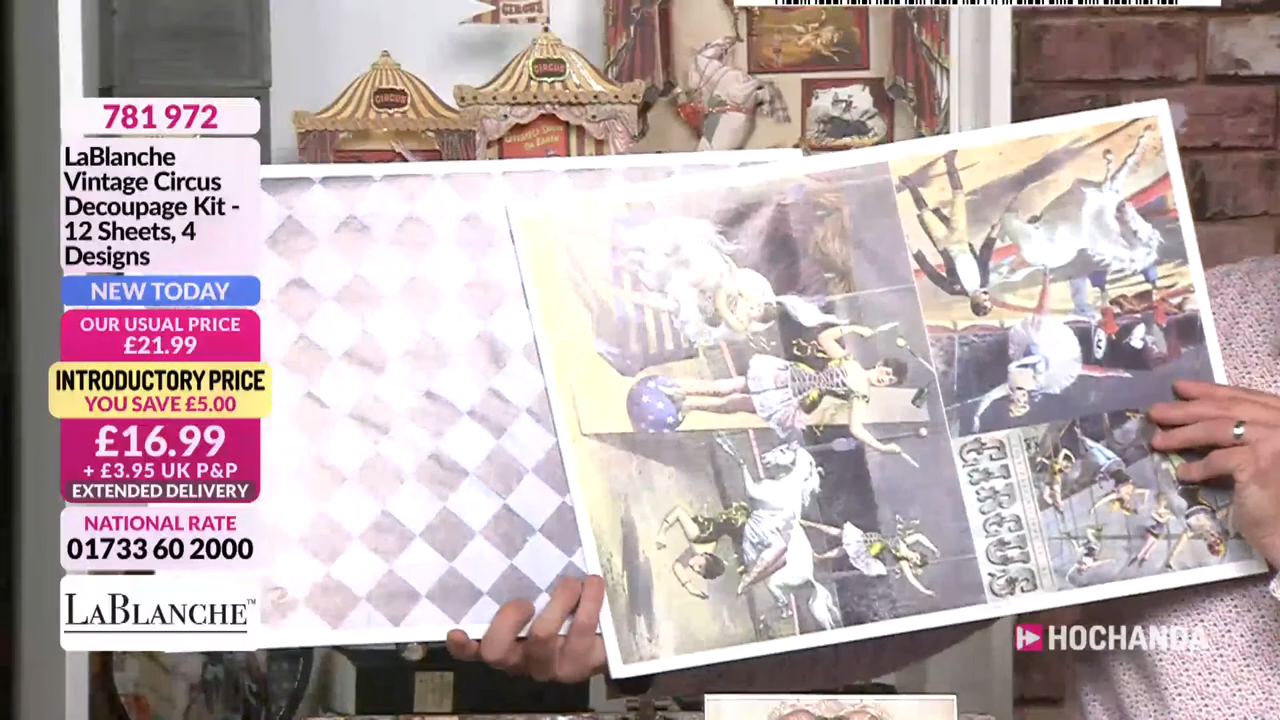 CIRCUS
CIRCUS
CIRCUS
781 972
LaBlanche
Vintage Circus
Decoupage Kit -
12 Sheets, 4
Designs
NEW TODAY
OUR USUAL PRICE
£21.99
INTRODUCTORY PRICE
YOU SAVE £5.00
£16.99
+ £3.95 UK P&P
EXTENDED DELIVERY
NATIONAL RATE
01733 60 2000
LABLANCHE™
CIRCUS
HOCHANDA